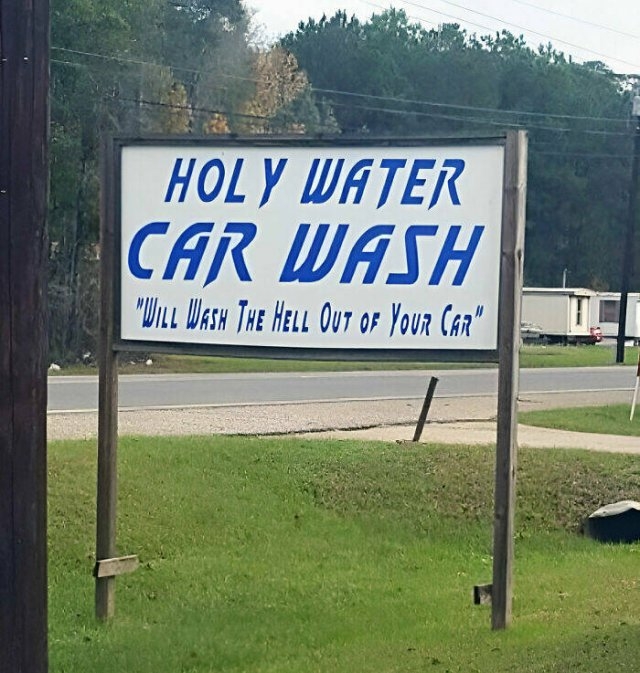 HOLY WATER
CAR WASH
"WILL WASH THE HELL OUT OF YOUR CAR"